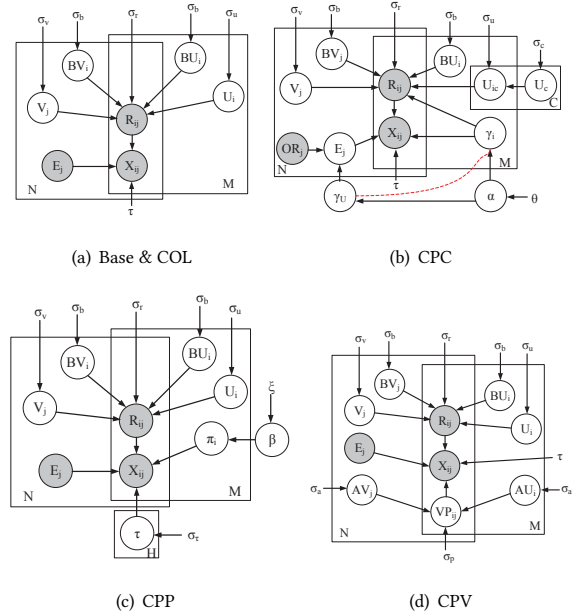 σv σb σr σb σu
N
BVi BUi
Vj Ui
Rij
Ej Xij
M
τ
(a) Base & COL
σv σb σr σb σu σc
BVj BUi
Vj Rij Uic Uc
C
ORj Ej Xij γi
N M
τ
γU α θ
(b) CPC
σv σb σr σb σu
BVi BUi
Vj Ui ξ
Rij
πi β
Ej Xij
N M
τ στ
H
(c) CPP
σv σb σr σb σu
BVj BUi
Vj Rij Ui
Ej Xij τ
σa AVj AUi σa
VPij
N M
σp
(d) CPV